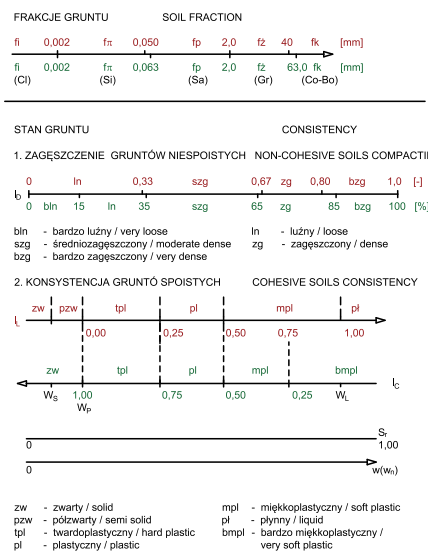 FRAKCJE GRUNTU SOIL FRACTION
fi 0,002 fπ 0,050 fp 2,0 fż 40 fk [mm]
fi 0,002 fπ 0,063 fp 2,0 fż 63,0 fk [mm]
(Cl) (Si) (Sa) (Gr) (Co-Bo)
STAN GRUNTU CONSISTENCY
1. ZAGĘSZCZENIE GRUNTÓW NIESPOISTYCH NON-COHESIVE SOILS COMPACTI
0 ln 0,33 szg 0,67 zg 0,80 bzg 1,0 [-]
ID
0 bln 15 ln 35 szg 65 zg 85 bzg 100 [%]
bln - bardzo luźny / very loose ln - luźny / loose
szg - średniozagęszczony / moderate dense zg - zagęszczony / dense
bzg - bardzo zagęszczony / very dense
2. KONSYSTENCJA GRUNTÓ SPOISTYCH COHESIVE SOILS CONSISTENCY
zw pzw tpl pl mpl pł
IL
0,00 0,25 0,50 0,75 1,00
zw tpl pl mpl bmpl
IC
WS 1,00 0,75 0,50 0,25 WL
WP
Sr
0 1,00
0 w(wn)
zw - zwarty / solid mpl - miękkoplastyczny / soft plastic
pzw - półzwarty / semi solid pł - płynny / liquid
tpl - twardoplastyczny / hard plastic bmpl - bardzo miękkoplastyczny /
pl - plastyczny / plastic very soft plastic